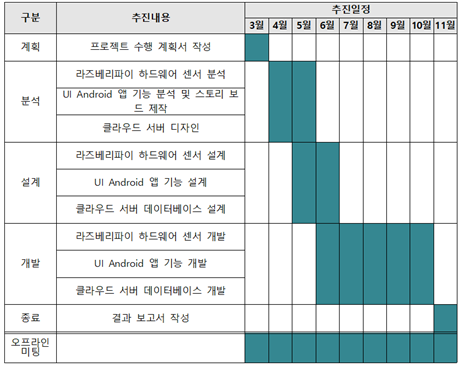 구분 추진내용 추진일정
3월 4월 5월 6월 7월 8월 9월 10월 11월
계획 프로젝트 수행 계획서 작성
분석 라즈베리파이 하드웨어 센서 분석
UI Android 앱 기능 분석 및 스토리 보
드 제작
클라우드 서버 디자인
설계 라즈베리파이 하드웨어 센서 설계
UI Android 앱 기능 설계
클라우드 서버 데이터베이스 설계
개발 라즈베리파이 하드웨어 센서 개발
UI Android 앱 기능 개발
클라우드 서버 데이터베이스 개발
종료 결과 보고서 작성
오프라인
미팅